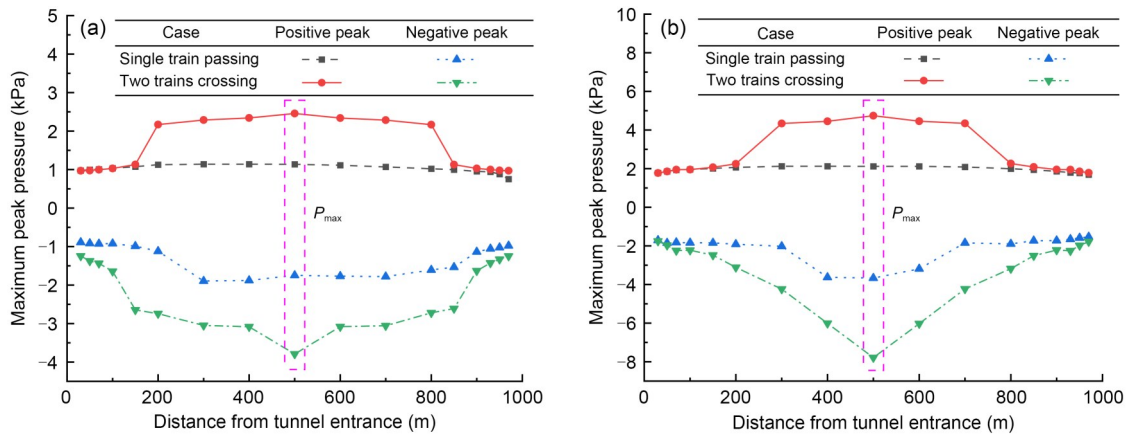 (a)
Case Positive peak Negative peak
Single train passing
Two trains crossing
5
4
3
2
1
0
−1
−2
−3
−4
Maximum peak pressure (kPa)
Pmax
0 200 400 600 800 1000
Distance from tunnel entrance (m)
(b)
Case Positive peak Negative peak
Single train passing
Two trains crossing
10
8
6
4
2
0
−2
−4
−6
−8
Maximum peak pressure (kPa)
Pmax
0 200 400 600 800 1000
Distance from tunnel entrance (m)